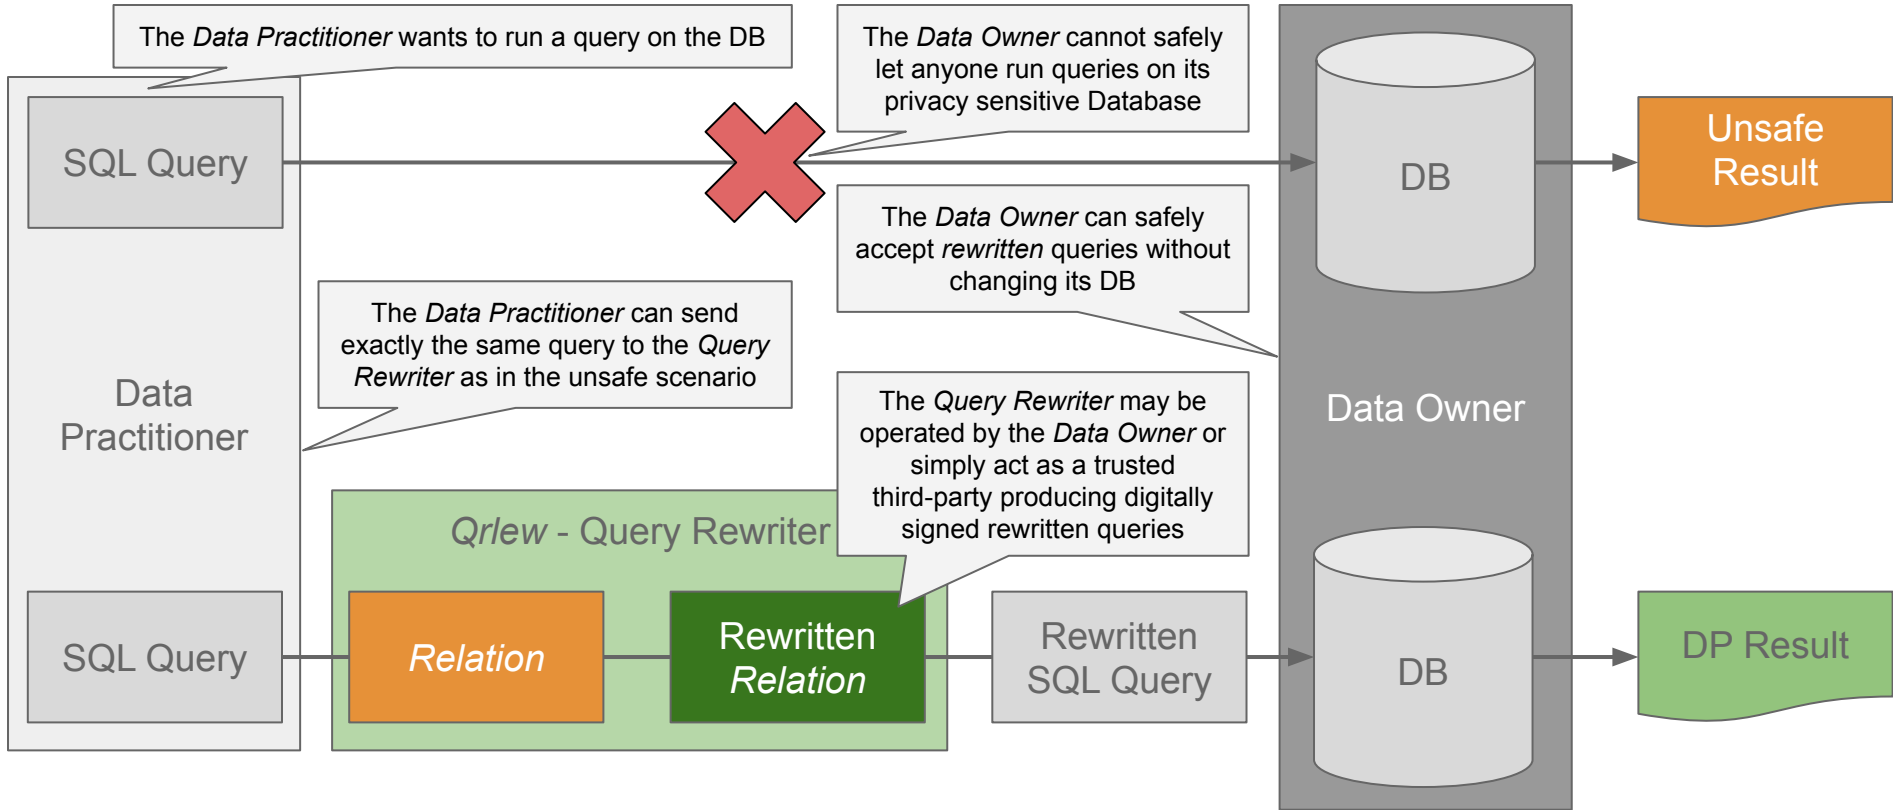 The Data Practitioner wants to run a query on the DB
The Data Owner cannot safely
let anyone run queries on its
privacy sensitive Database
SQL Query
DB
Unsafe
Result
The Data Owner can safely
accept rewritten queries without
changing its DB
The Data Practitioner can send
exactly the same query to the Query
Rewriter as in the unsafe scenario
Data
Practitioner
Data Owner
The Query Rewriter may be
operated by the Data Owner or
simply act as a trusted
third-party producing digitally
signed rewritten queries
Qrlew - Query Rewriter
SQL Query
Relation
Rewritten
Relation
Rewritten
SQL Query
DB
DP Result